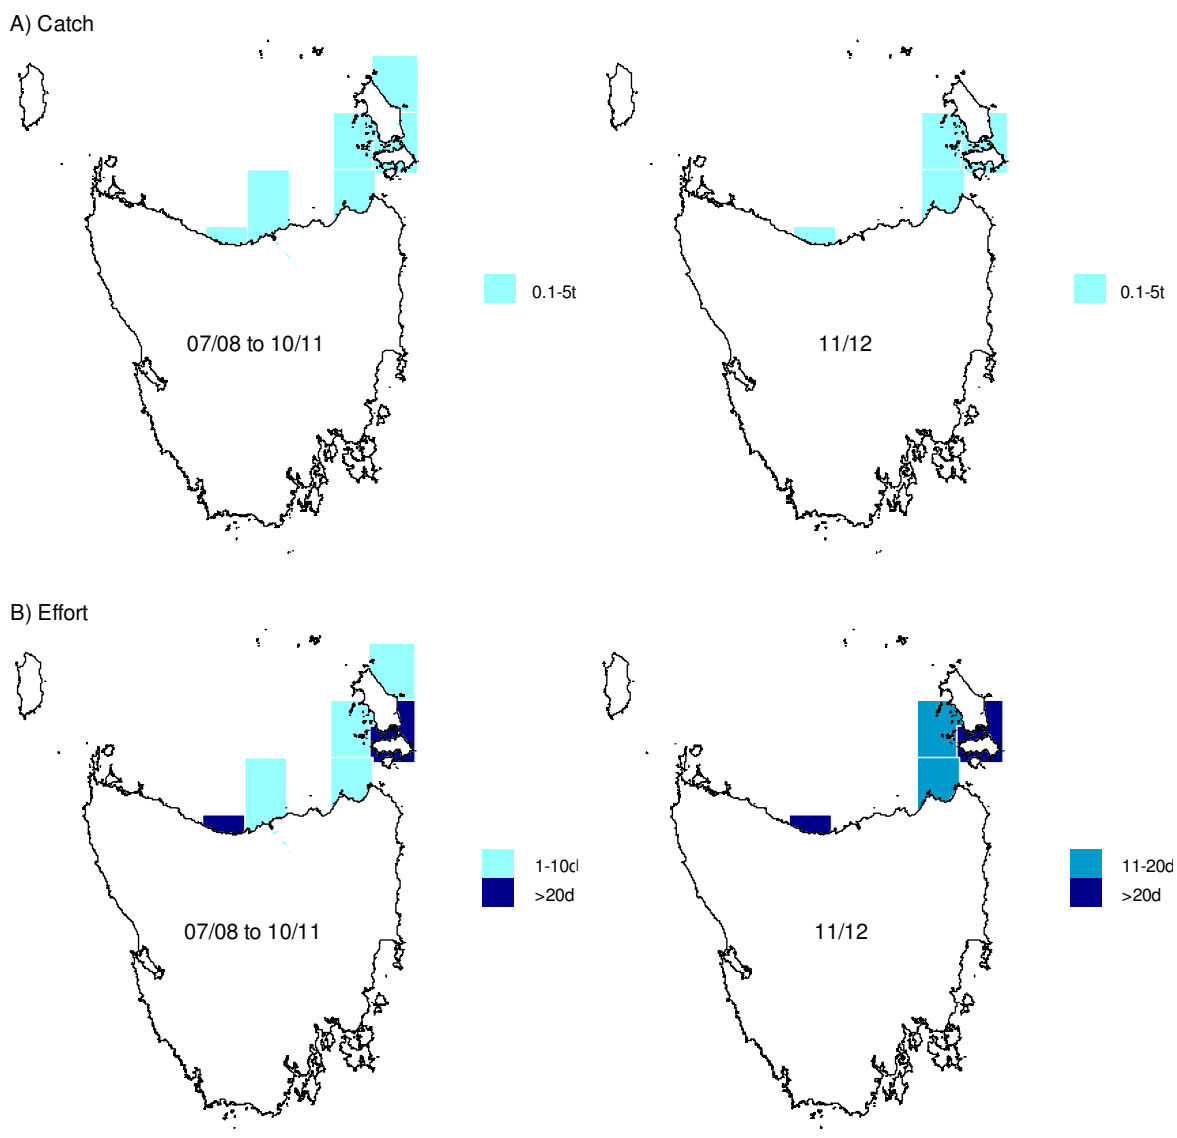 A) Catch
0.1-5t
0.1-5t
07/08 to 10/11
11/12
B) Effort
1-10d
>20d
11-20d
>20d
07/08 to 10/11
11/12